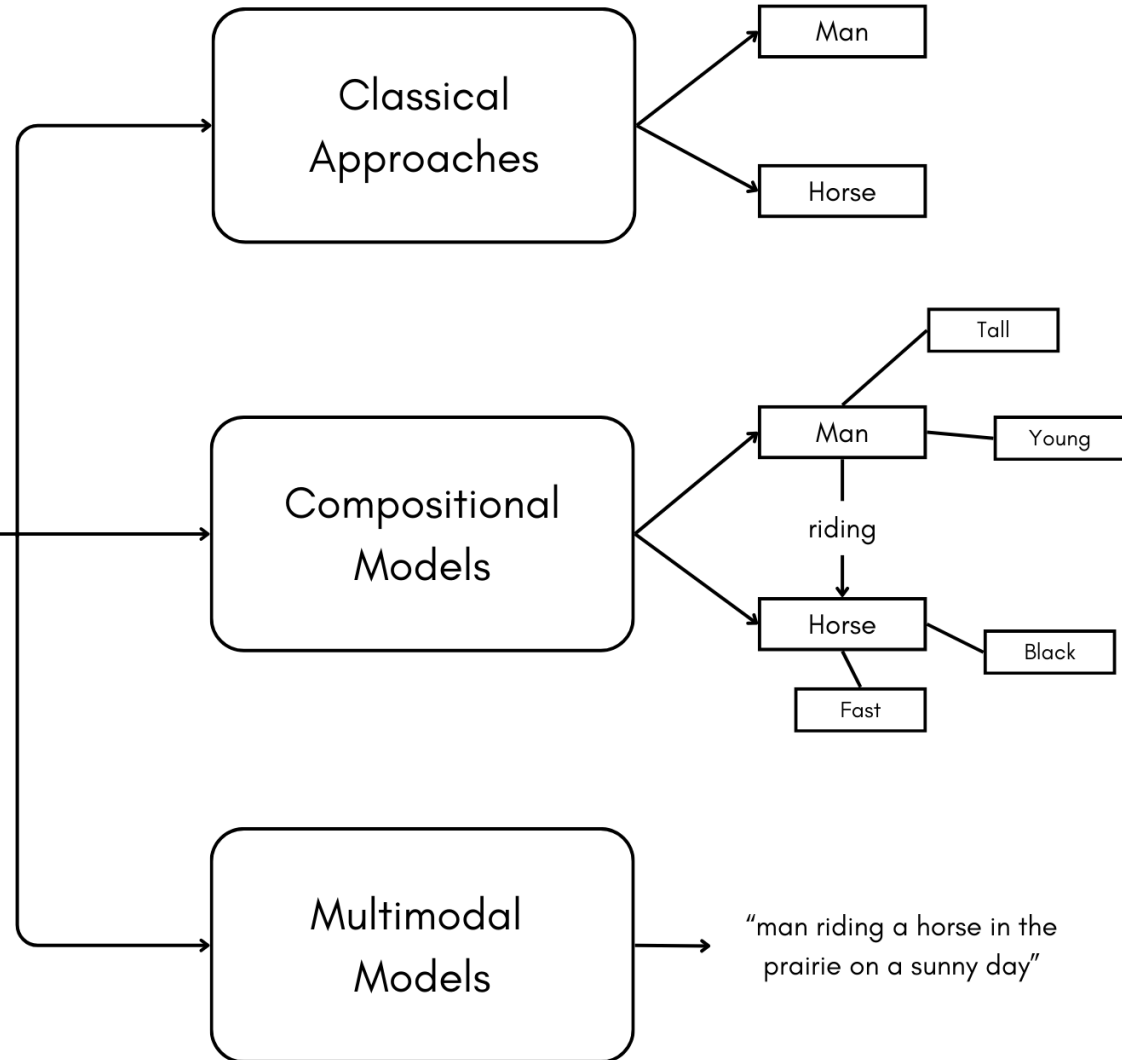 Classical
Approaches
Man
Horse
Compositional
Models
Tall
Man
Young
riding
Horse
Black
Fast
Multimodal
Models
“man riding a horse in the
prairie on a sunny day”